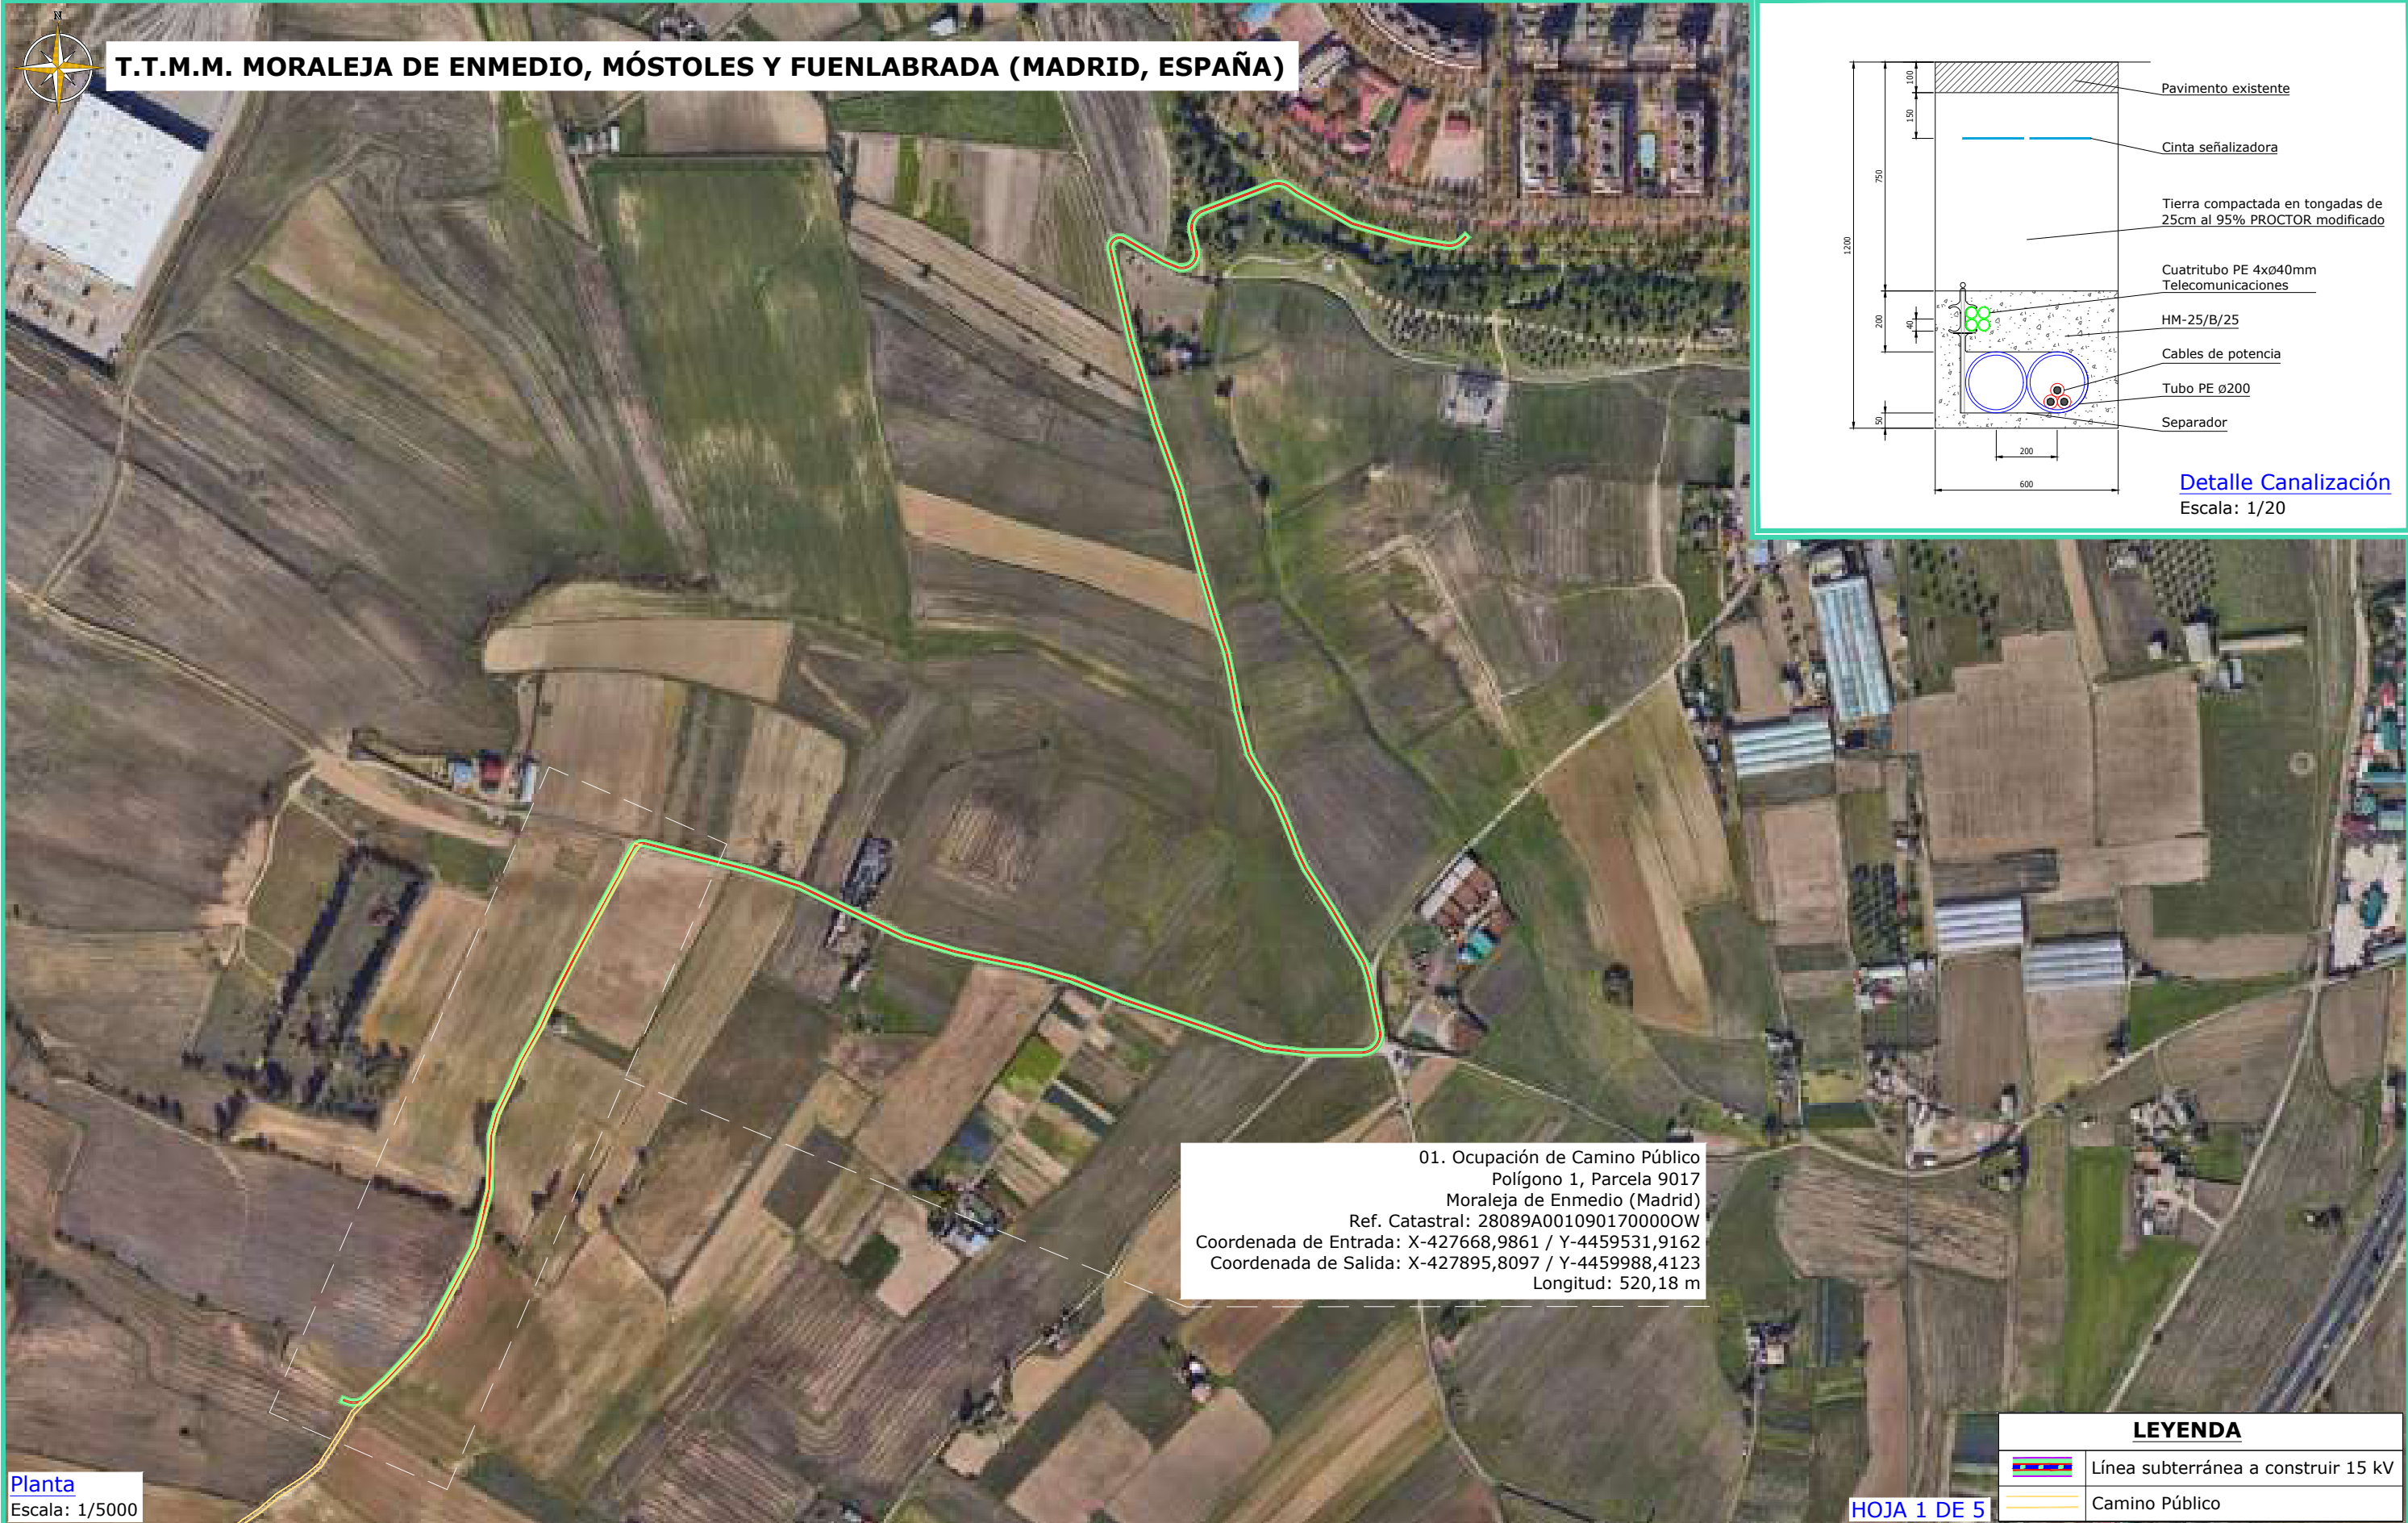 N
T.T.M.M. MORALEJA DE ENMEDIO, MÓSTOLES Y FUENLABRADA (MADRID, ESPAÑA)
Pavimento existente
Cinta señalizadora
Tierra compactada en tongadas de
25cm al 95% PROCTOR modificado
Cuatritubo PE 4xø40mm
Telecomunicaciones
HM-25/B/25
Cables de potencia
Tubo PE ø200
Separador
100
150
750
1200
200
40
50
200
600
Detalle Canalización
Escala: 1/20
01. Ocupación de Camino Público
Polígono 1, Parcela 9017
Moraleja de Enmedio (Madrid)
Ref. Catastral: 28089A001090170000OW
Coordenada de Entrada: X-427668,9861 / Y-4459531,9162
Coordenada de Salida: X-427895,8097 / Y-4459988,4123
Longitud: 520,18 m
Planta
Escala: 1/5000
HOJA 1 DE 5
LEYENDA
Línea subterránea a construir 15 kV
Camino Público